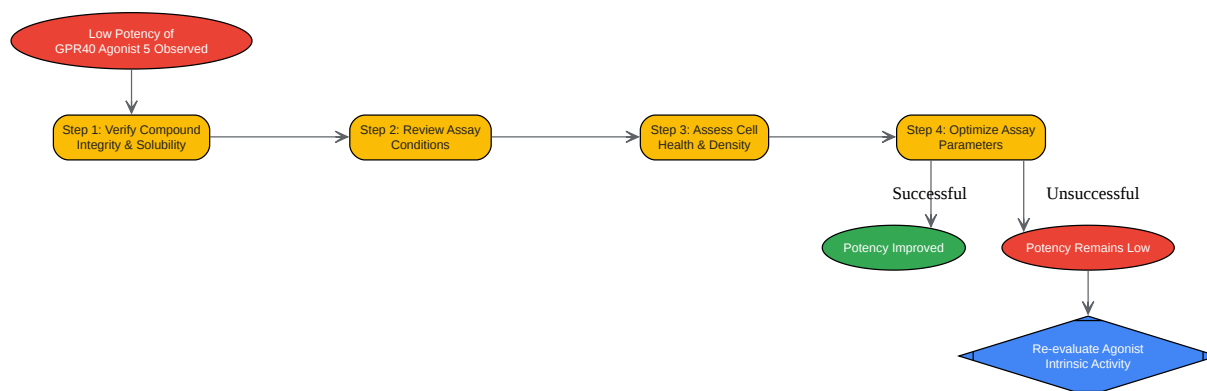 Low Potency of
GPR40 Agonist 5 Observed
Step 1: Verify Compound
Integrity & Solubility
Step 2: Review Assay
Conditions
Step 3: Assess Cell
Health & Density
Step 4: Optimize Assay
Parameters
Successful
Unsuccessful
Potency Improved
Potency Remains Low
Re-evaluate Agonist
Intrinsic Activity